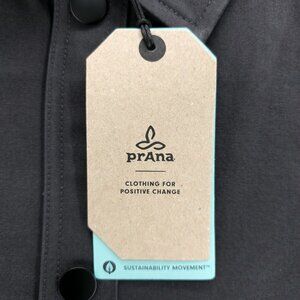 prAna
CLOTHING FOR
POSITIVE CHANGE
SUSTAINABILITY MOVEMENT™